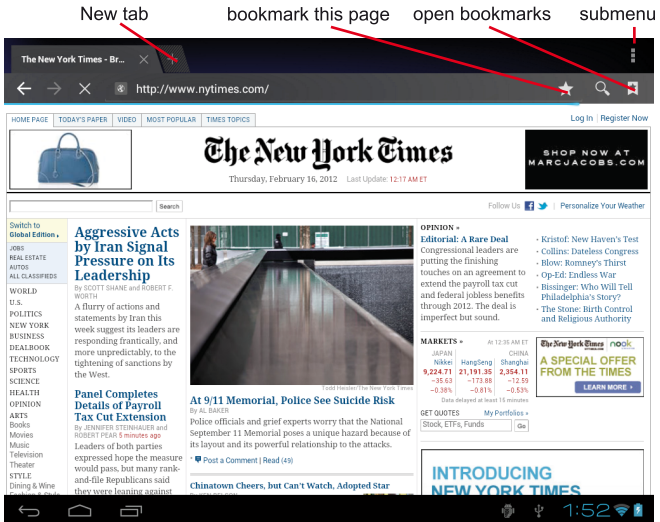 New tab
bookmark this page
open bookmarks
submenu
The New York Times - Br...
http://www.nytimes.com/
HOME PAGE
TODAY'S PAPER
VIDEO
MOST POPULAR
TIMES TOPICS
Log In | Register Now
The New York Times
Thursday, February 16, 2012 Last Update: 12:17 AM ET
SHOP NOW AT
MARCJACOBS.COM
Search
Follow Us
Personalize Your Weather
Switch to
Global Edition
JOBS
REAL ESTATE
AUTOS
ALL CLASSIFIEDS
WORLD
U.S.
POLITICS
NEW YORK
BUSINESS
DEALBOOK
TECHNOLOGY
SPORTS
SCIENCE
HEALTH
OPINION
ARTS
Books
Movies
Music
Television
Theater
STYLE
Dining & Wine
Fashion & Style
Aggressive Acts
by Iran Signal
Pressure on Its
Leadership
By SCOTT SHANE and ROBERT F.
WORTH
A flurry of actions and
statements by Iran this
week suggest its leaders are
responding frantically, and
more unpredictably, to the
tightening of sanctions by
the West.
Panel Completes
Details of Payroll
Tax Cut Extension
By JENNIFER STEINHAUER and
ROBERT PEAR 5 minutes ago
Leaders of both parties
expressed hope the measure
would pass, but many rank-
and-file Republicans said
they were leaning against
Todd Heisler/The New York Times
At 9/11 Memorial, Police See Suicide Risk
By AL BAKER
Police officials and grief experts worry that the National
September 11 Memorial poses a unique hazard because of
its layout and its powerful relationship to the attacks.
• Post a Comment | Read (49)
Chinatown Cheers, but Can't Watch, Adopted Star
OPINION »
Editorial: A Rare Deal
Congressional leaders are
putting the finishing
touches on an agreement to
extend the payroll tax cut
and federal jobless benefits
through 2012. The deal is
imperfect but sound.
• Kristof: New Haven's Test
• Collins: Dateless Congress
• Blow: Romney's Thirst
• Op-Ed: Endless War
• Bissinger: Who Will Tell
Philadelphia's Story?
• The Stone: Birth Control
and Religious Authority
MARKETS » At 12:35 AM ET
JAPAN CHINA
Nikkei HangSeng Shanghai
9,224.71 21,191.35 2,354.11
−35.63 −173.88 −12.59
−0.38% −0.81% −0.53%
Data delayed at least 15 minutes
GET QUOTES My Portfolios »
Stock, ETFs, Funds Go
The New York Times nook
A SPECIAL OFFER
FROM THE TIMES
LEARN MORE
INTRODUCING
NEW YORK TIMES
1:52